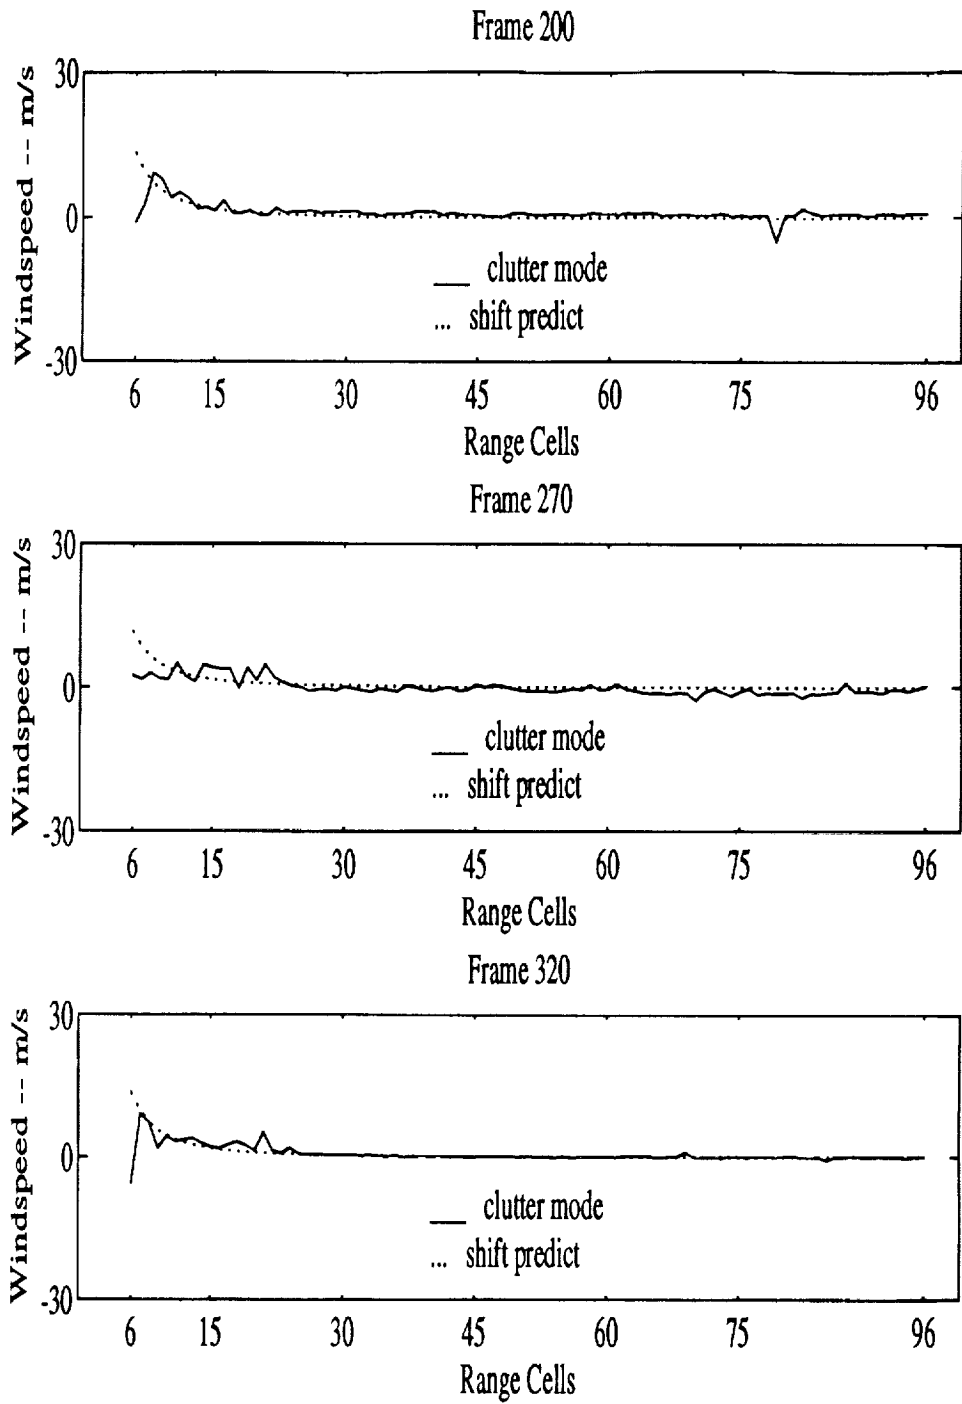 Frame 200
30
0
-30
Windspeed -- m/s
clutter mode
... shift predict
6 15 30 45 60 75 96
Range Cells
Frame 270
30
0
-30
Windspeed -- m/s
clutter mode
... shift predict
6 15 30 45 60 75 96
Range Cells
Frame 320
30
0
-30
Windspeed -- m/s
clutter mode
... shift predict
6 15 30 45 60 75 96
Range Cells